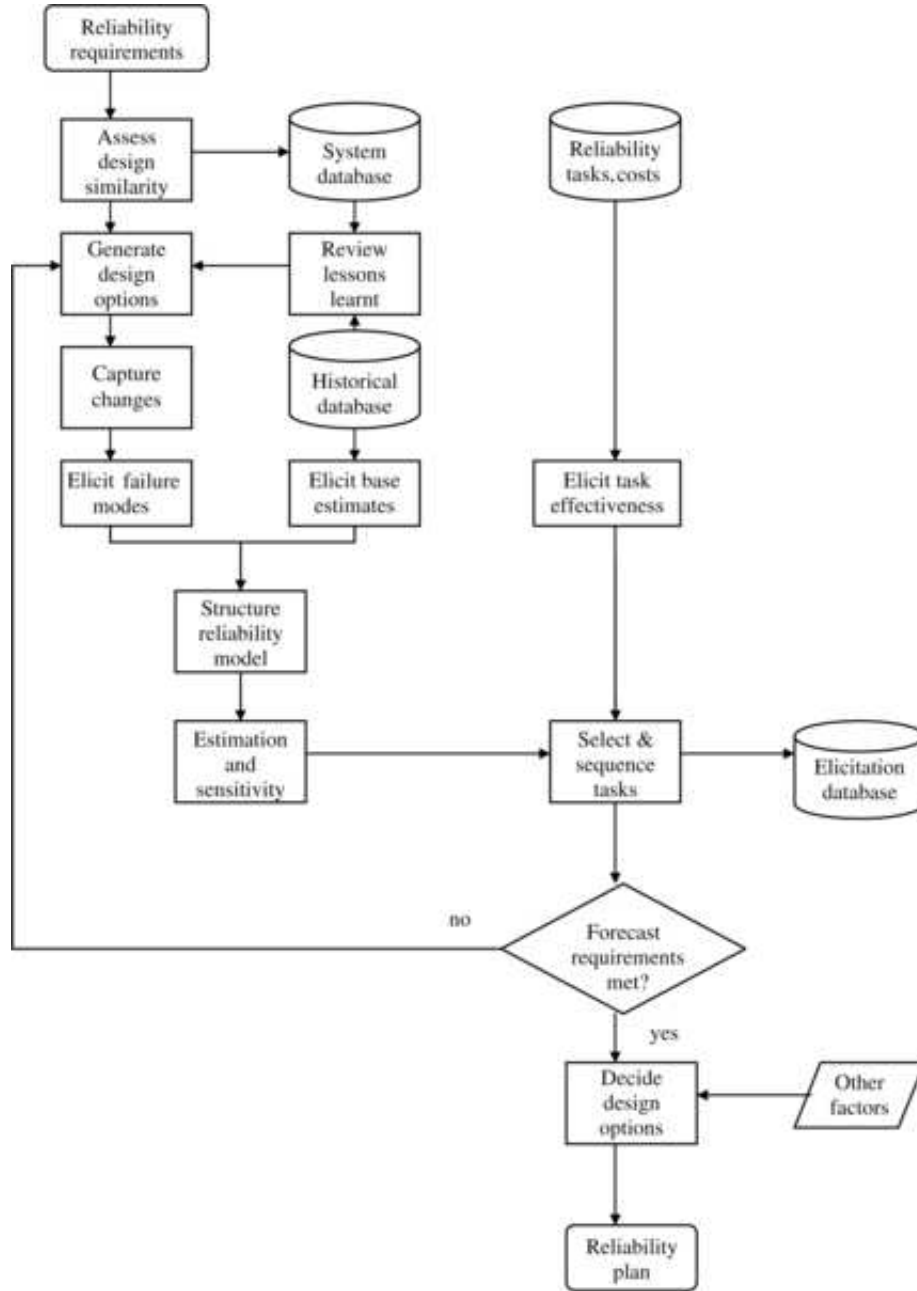 Reliability
requirements
Assess
design
similarity
System
database
Reliability
tasks,costs
Generate
design
options
Review
lessons
learnt
Capture
changes
Historical
database
Elicit failure
modes
Elicit base
estimates
Elicit task
effectiveness
Structure
reliability
model
Estimation
and
sensitivity
Select &
sequence
tasks
Elicitation
database
no
Forecast
requirements
met?
yes
Decide
design
options
Other
factors
Reliability
plan